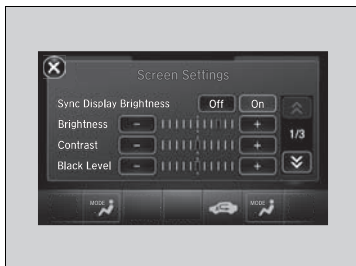 Screen Settings
Sync Display Brightness Off On
Brightness - +
Contrast - +
1/3
Black Level - +
MODE MODE